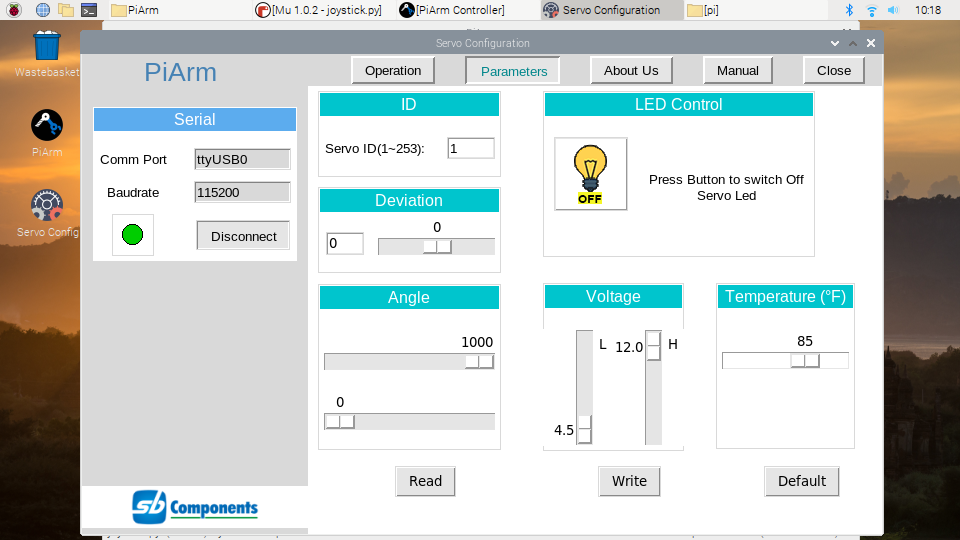 PiArm
[Mu 1.0.2 - joystick.py]
[PiArm Controller]
Servo Configuration
[pi]
10:18
Wastebasket
PiArm
Servo Config
Servo Configuration
PiArm
Operation
Parameters
About Us
Manual
Close
Serial
Comm Port
ttyUSB0
Baudrate
115200
Disconnect
ID
Servo ID(1~253):
1
Deviation
0
0
LED Control
OFF
Press Button to switch Off
Servo Led
Angle
1000
0
Voltage
L
12.0
H
4.5
Temperature (°F)
85
Read
Write
Default
sb Components